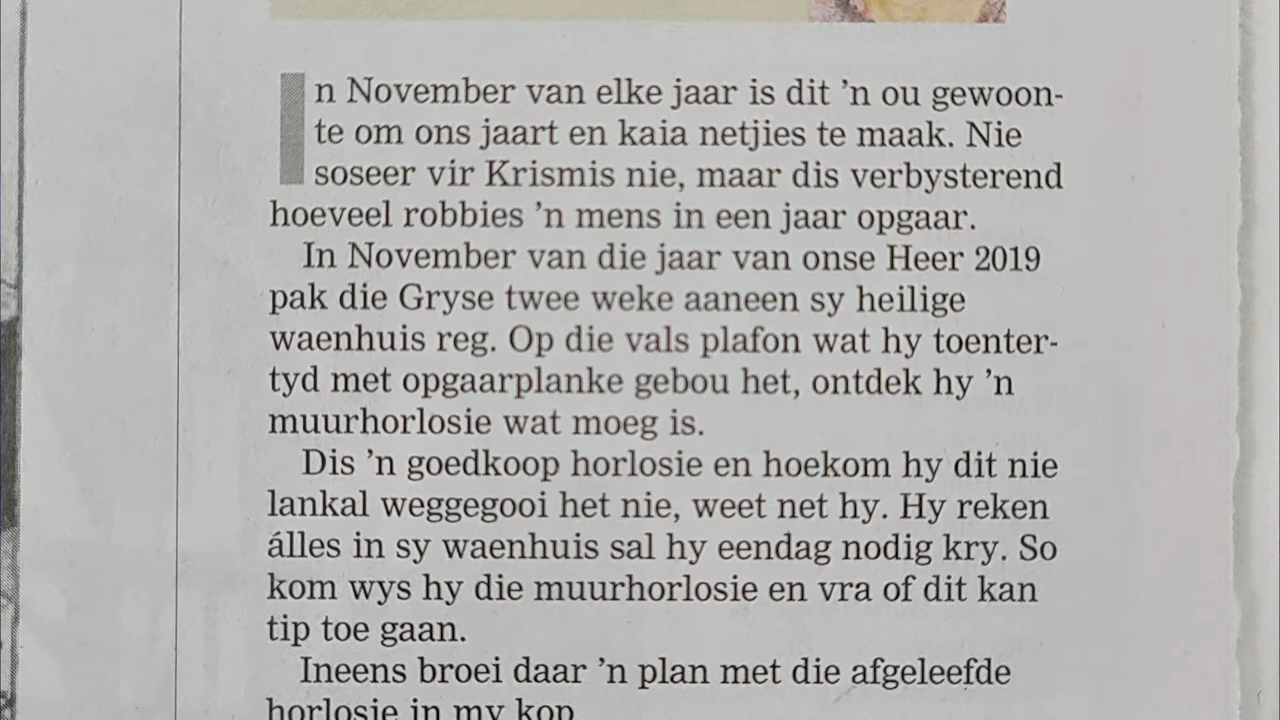 In November van elke jaar is dit ’n ou gewoon-
te om ons jaart en kaia netjies te maak. Nie
soseer vir Krismis nie, maar dis verbysterend
hoeveel robbies ’n mens in een jaar opgaar.
In November van die jaar van onse Heer 2019
pak die Gryse twee weke aaneen sy heilige
waenhuis reg. Op die vals plafon wat hy toenter-
tyd met opgaarplanke gebou het, ontdek hy ’n
muurhorlosie wat moeg is.
Dis ’n goedkoop horlosie en hoekom hy dit nie
lankal weggegooi het nie, weet net hy. Hy reken
álles in sy waenhuis sal hy eendag nodig kry. So
kom wys hy die muurhorlosie en vra of dit kan
tip toe gaan.
Ineens broei daar ’n plan met die afgeleefde
horlosie in my kop